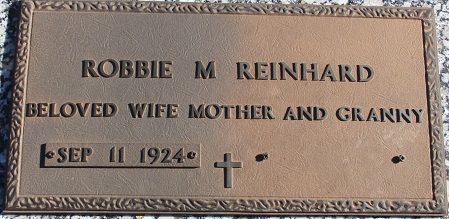 ROBBIE M REINHARD
BELOVED WIFE MOTHER AND GRANNY
SEP 11 1924